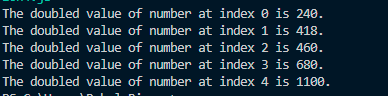 The doubled value of number at index 0 is 240.
The doubled value of number at index 1 is 418.
The doubled value of number at index 2 is 460.
The doubled value of number at index 3 is 680.
The doubled value of number at index 4 is 1100.